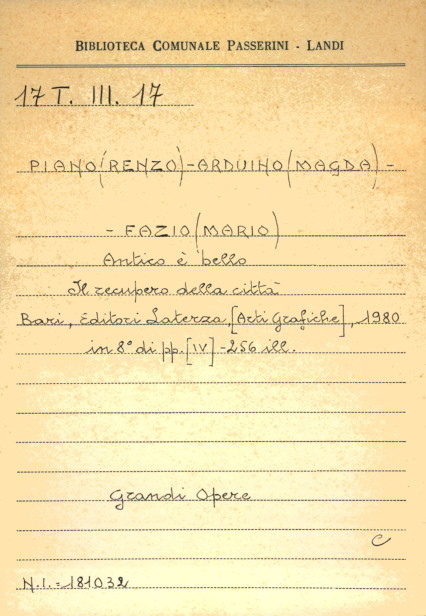 BIBLIOTECA COMUNALE PASSERINI - LANDI
17 T. III. 17
PIANO (RENZO) - ARDUINO (MAGDA) -
- FAZIO (MARIO)
Antico è bello
Il recupero della città
Bari, Editori Laterza, [Arti Grafiche], 1980
in 8° di pp. [IV] - 256 ill.
Grandi Opere
C
N.I. = 181032